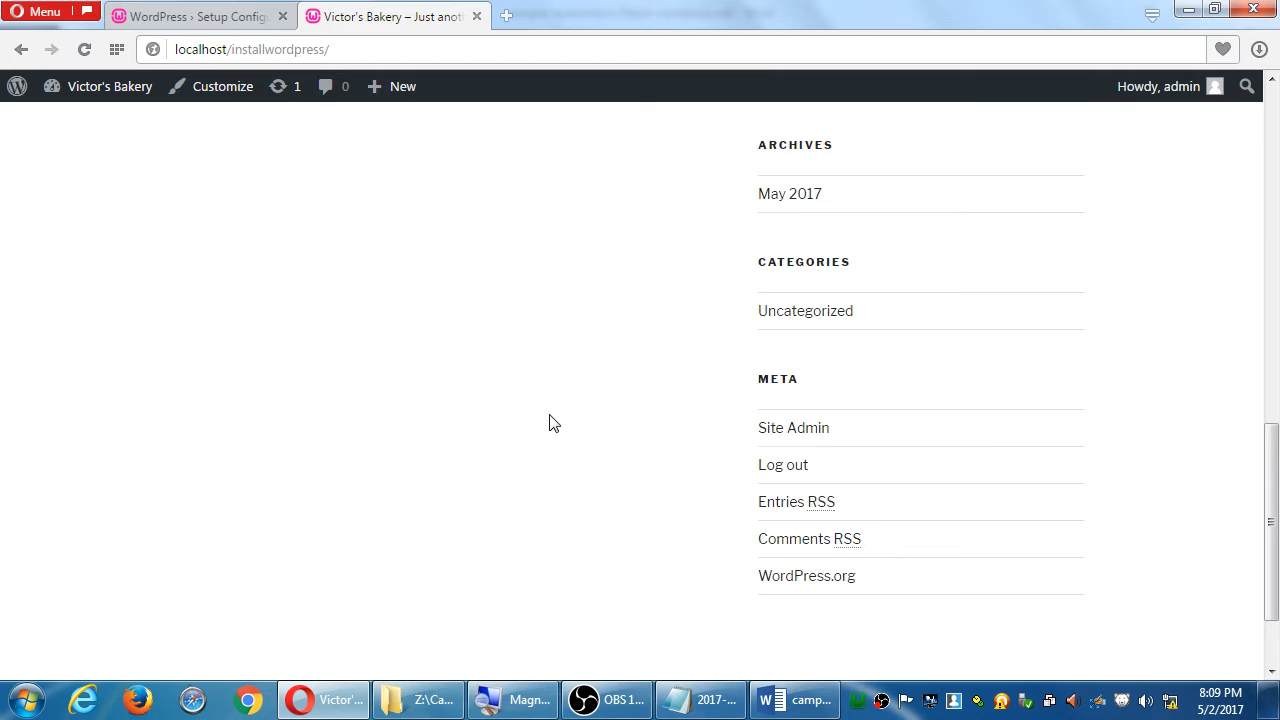 Menu
WordPress › Setup Configu
Victor's Bakery – Just anot
localhost/installwordpress/
Victor's Bakery
Customize
1
0
New
Howdy, admin
ARCHIVES
May 2017
CATEGORIES
Uncategorized
META
Site Admin
Log out
Entries RSS
Comments RSS
WordPress.org
Victor'...
Z:\Ca...
Magn...
OBS 1...
2017-...
camp...
8:09 PM
5/2/2017